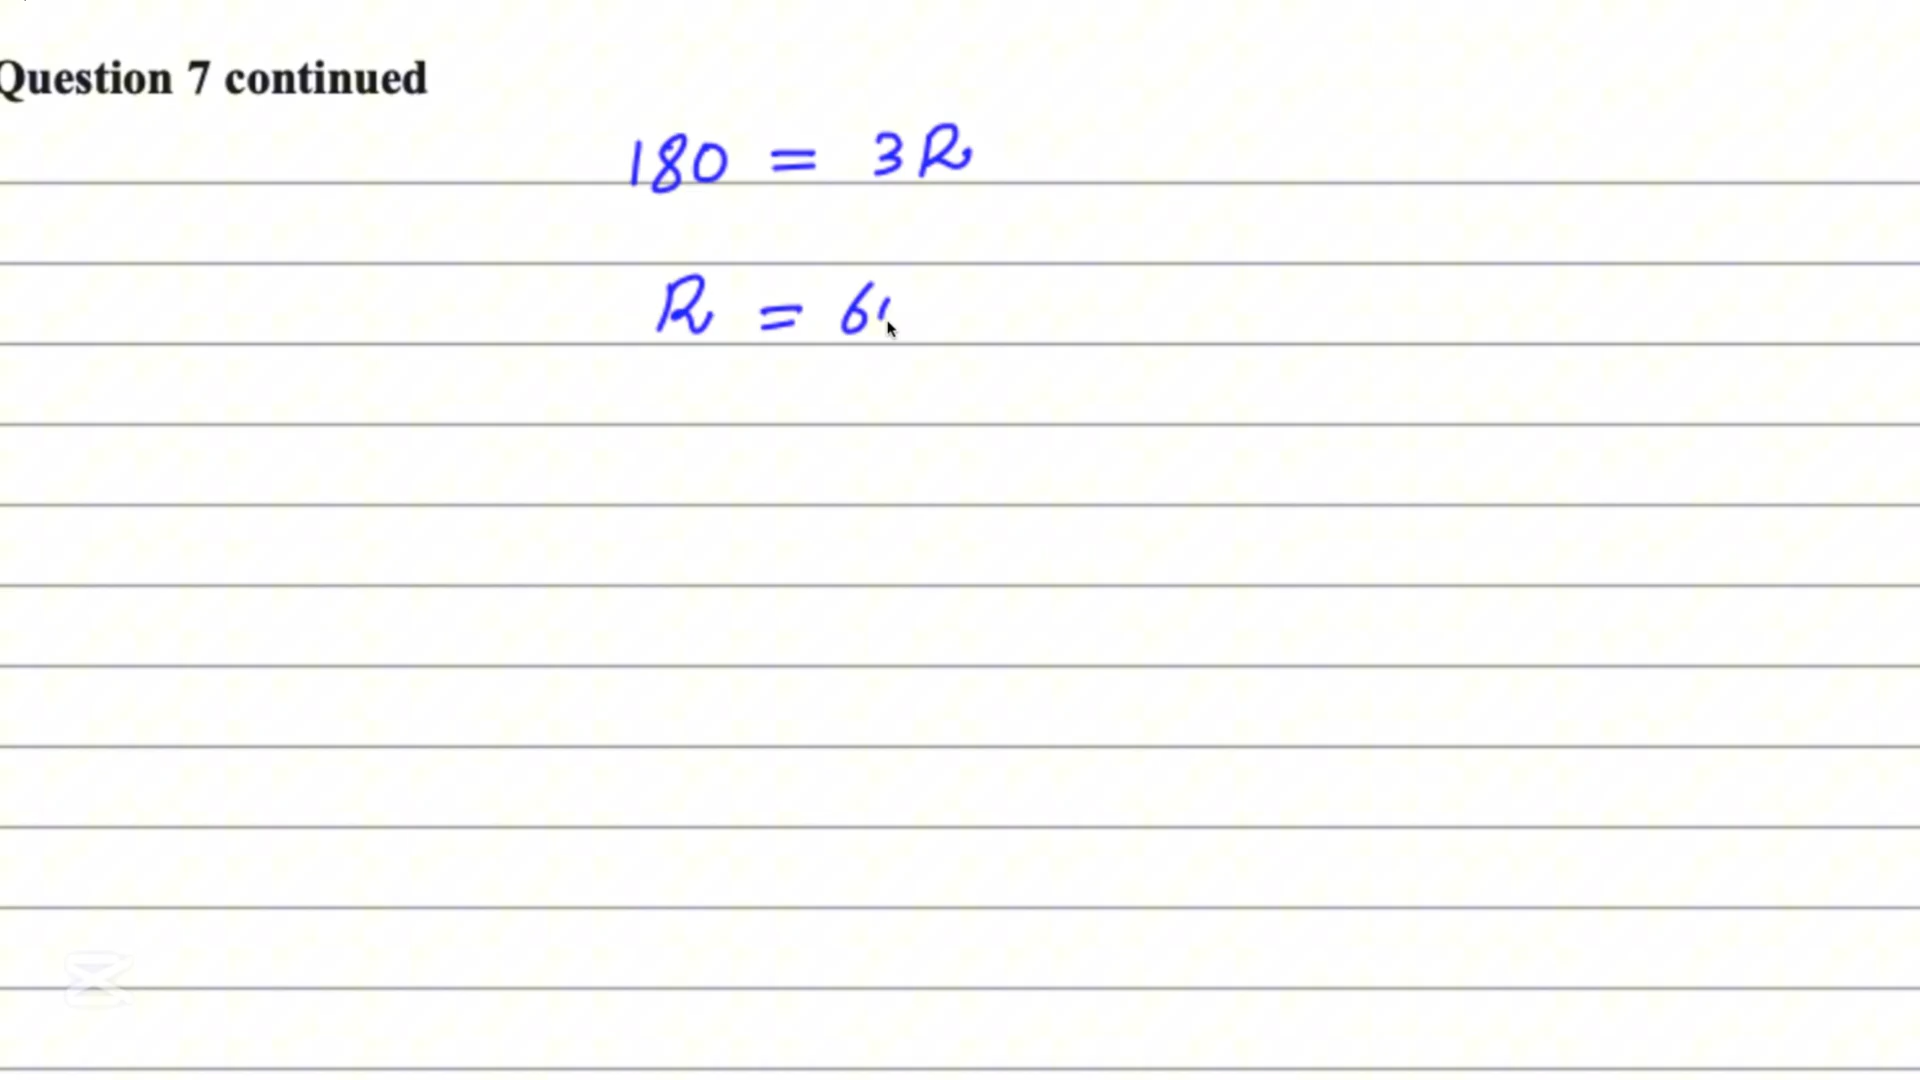 Question 7 continued
180 = 3R
R = 6